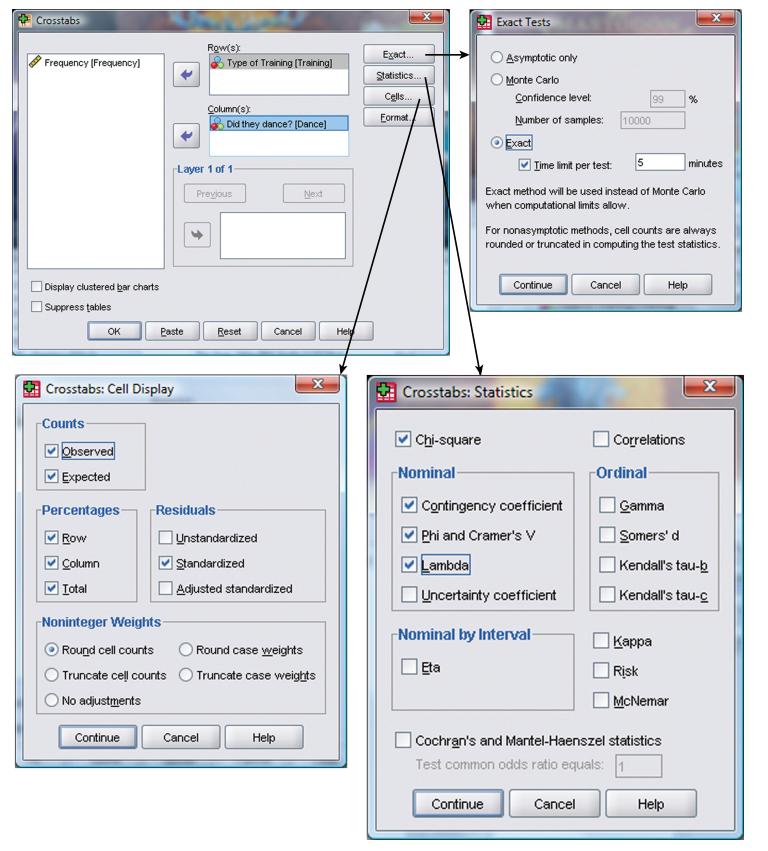 Crosstabs
Frequency [Frequency]
Row(s):
Type of Training [Training]
Column(s):
Did they dance? [Dance]
Exact...
Statistics...
Cells...
Format...
Layer 1 of 1
Previous
Next
Display clustered bar charts
Suppress tables
OK
Paste
Reset
Cancel
Help
Exact Tests
Asymptotic only
Monte Carlo
Confidence level:
99
%
Number of samples:
10000
Exact
Time limit per test:
5
minutes
Exact method will be used instead of Monte Carlo
when computational limits allow.
For nonasymptotic methods, cell counts are always
rounded or truncated in computing the test statistics.
Continue
Cancel
Help
Crosstabs: Cell Display
Counts
Observed
Expected
Percentages
Row
Column
Total
Residuals
Unstandardized
Standardized
Adjusted standardized
Noninteger Weights
Round cell counts
Round case weights
Truncate cell counts
Truncate case weights
No adjustments
Continue
Cancel
Help
Crosstabs: Statistics
Chi-square
Correlations
Nominal
Contingency coefficient
Phi and Cramer's V
Lambda
Uncertainty coefficient
Ordinal
Gamma
Somers' d
Kendall's tau-b
Kendall's tau-c
Nominal by Interval
Eta
Kappa
Risk
McNemar
Cochran's and Mantel-Haenszel statistics
Test common odds ratio equals:
1
Continue
Cancel
Help